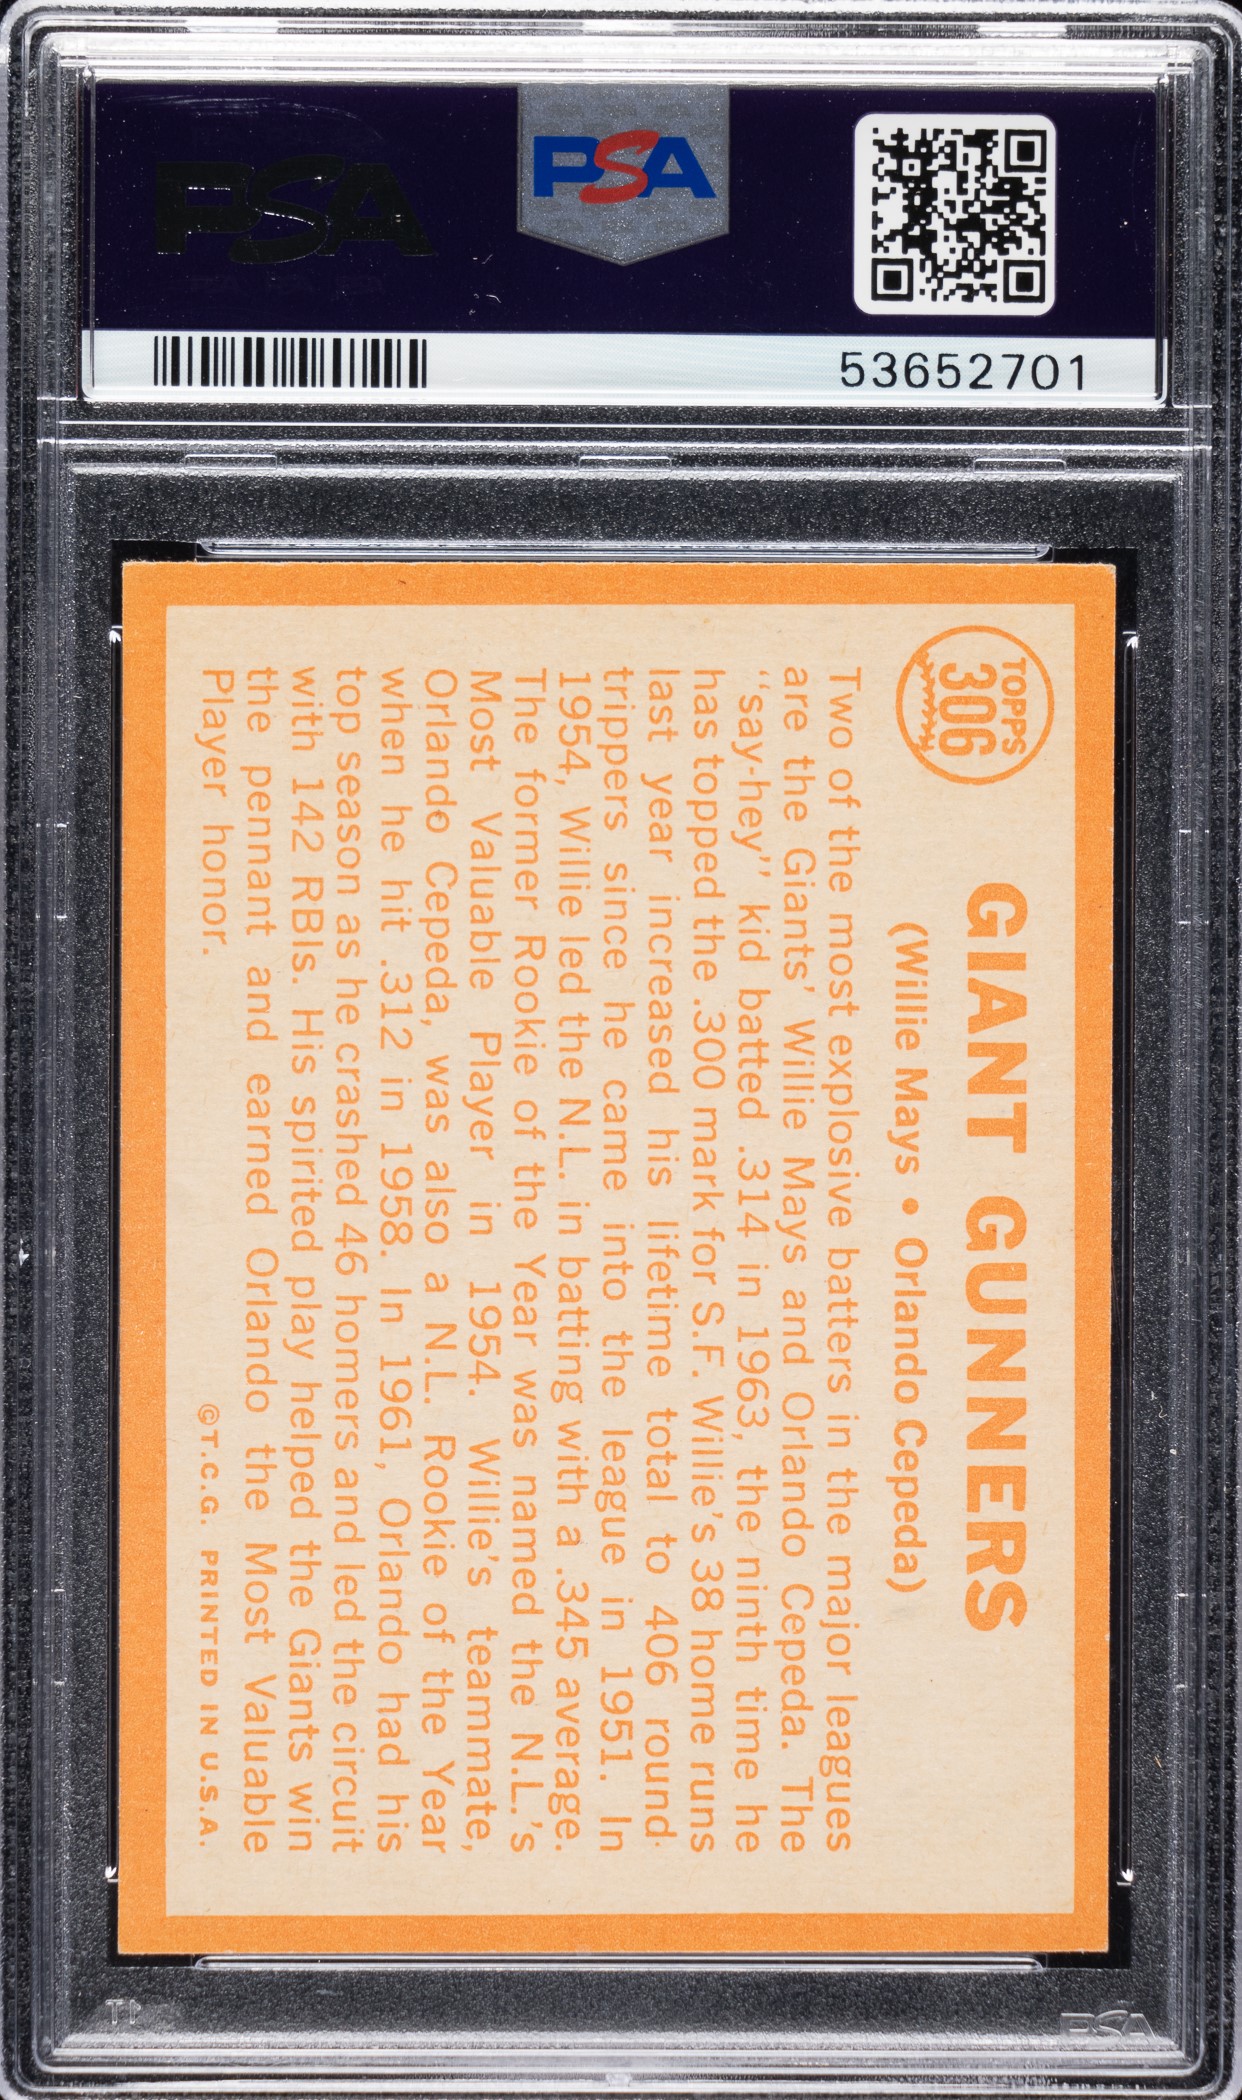 PSA
PSA
53652701
TOPPS
306
GIANT GUNNERS
(Willie Mays • Orlando Cepeda)
Two of the most explosive batters in the major leagues
are the Giants' Willie Mays and Orlando Cepeda. The
"say-hey" kid batted .314 in 1963, the ninth time he
has topped the .300 mark for S.F. Willie's 38 home runs
last year increased his lifetime total to 406 round
trippers since he came into the league in 1951. In
1954, Willie led the N.L. in batting with a .345 average.
The former Rookie of the Year was named the N.L.'s
Most Valuable Player in 1954. Willie's teammate,
Orlando Cepeda, was also a N.L. Rookie of the Year
when he hit .312 in 1958. In 1961, Orlando had his
top season as he crashed 46 homers and led the circuit
with 142 RBIs. His spirited play helped the Giants win
the pennant and earned Orlando the Most Valuable
Player honor.
©T.C.G. PRINTED IN U.S.A.
PSA